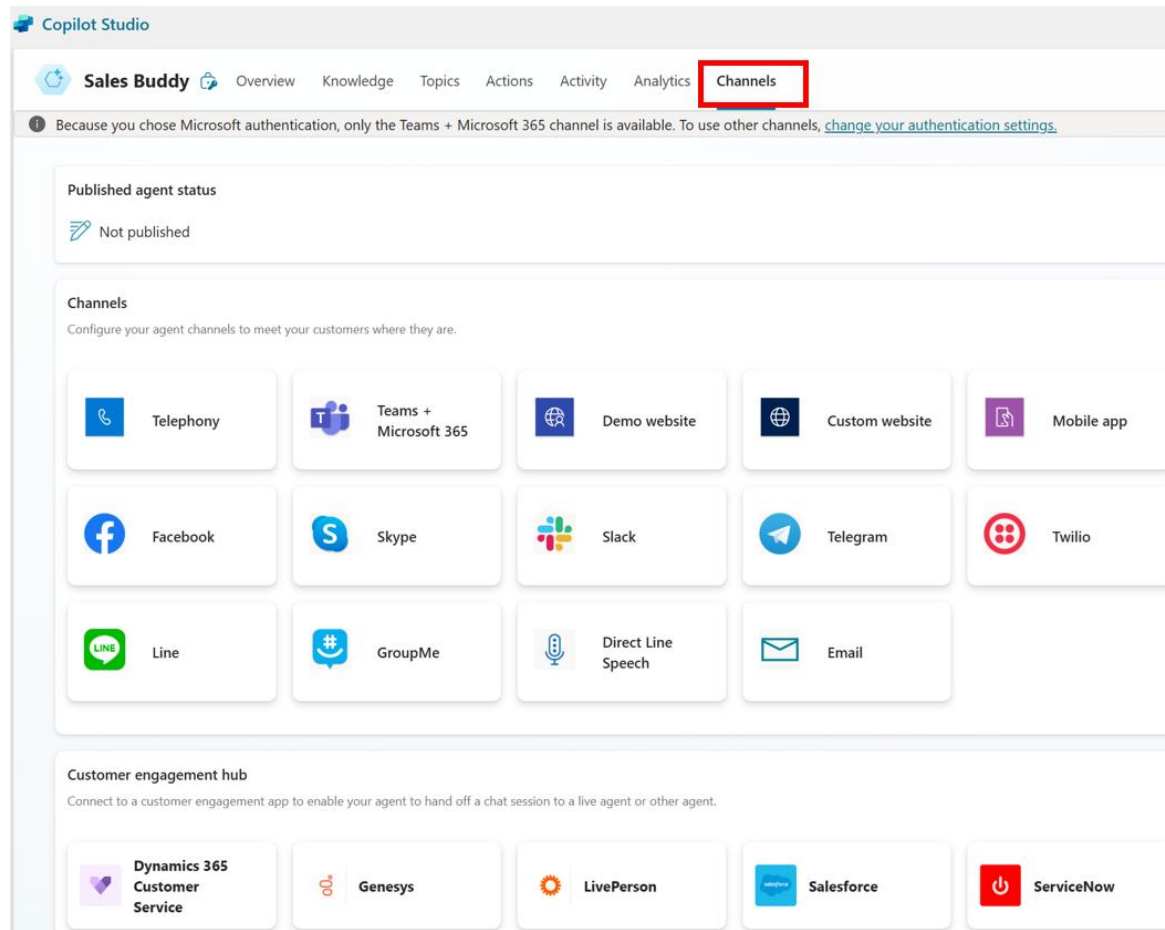 Copilot Studio
Sales Buddy Overview Knowledge Topics Actions Activity Analytics Channels
Because you chose Microsoft authentication, only the Teams + Microsoft 365 channel is available. To use other channels, change your authentication settings.
Published agent status
Not published
Channels
Configure your agent channels to meet your customers where they are.
Telephony
Teams +
Microsoft 365
Demo website
Custom website
Mobile app
Facebook
Skype
Slack
Telegram
Twilio
LINE
Line
GroupMe
Direct Line
Speech
Email
Customer engagement hub
Connect to a customer engagement app to enable your agent to hand off a chat session to a live agent or other agent.
Dynamics 365
Customer
Service
Genesys
LivePerson
salesforce
Salesforce
ServiceNow